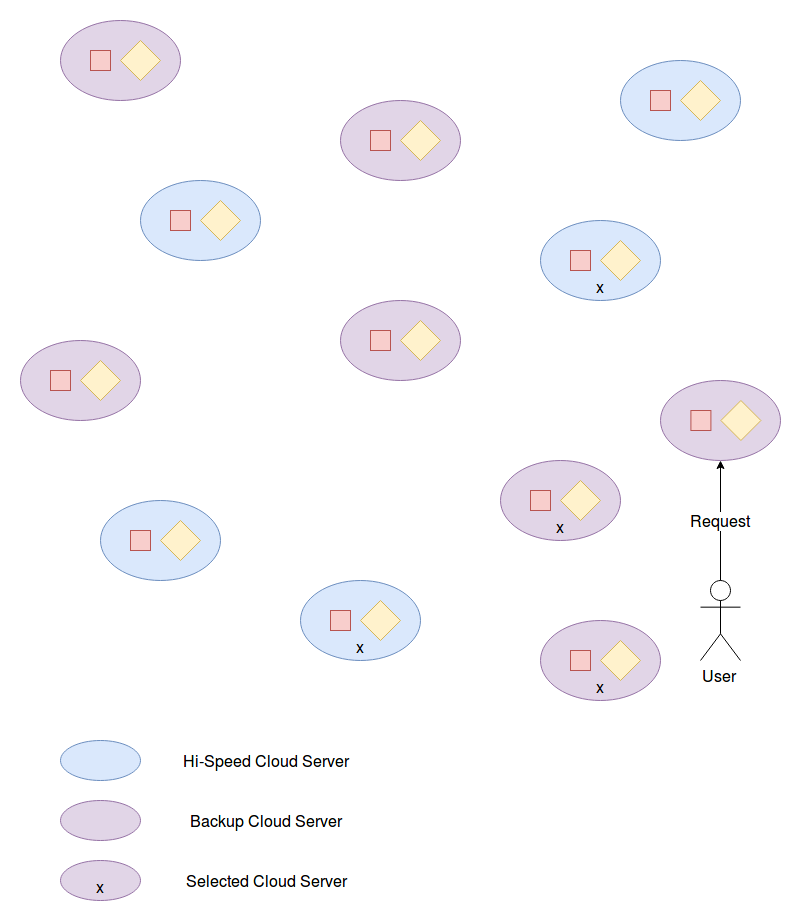 x
x
Request
x
x
User
Hi-Speed Cloud Server
Backup Cloud Server
Selected Cloud Server
x